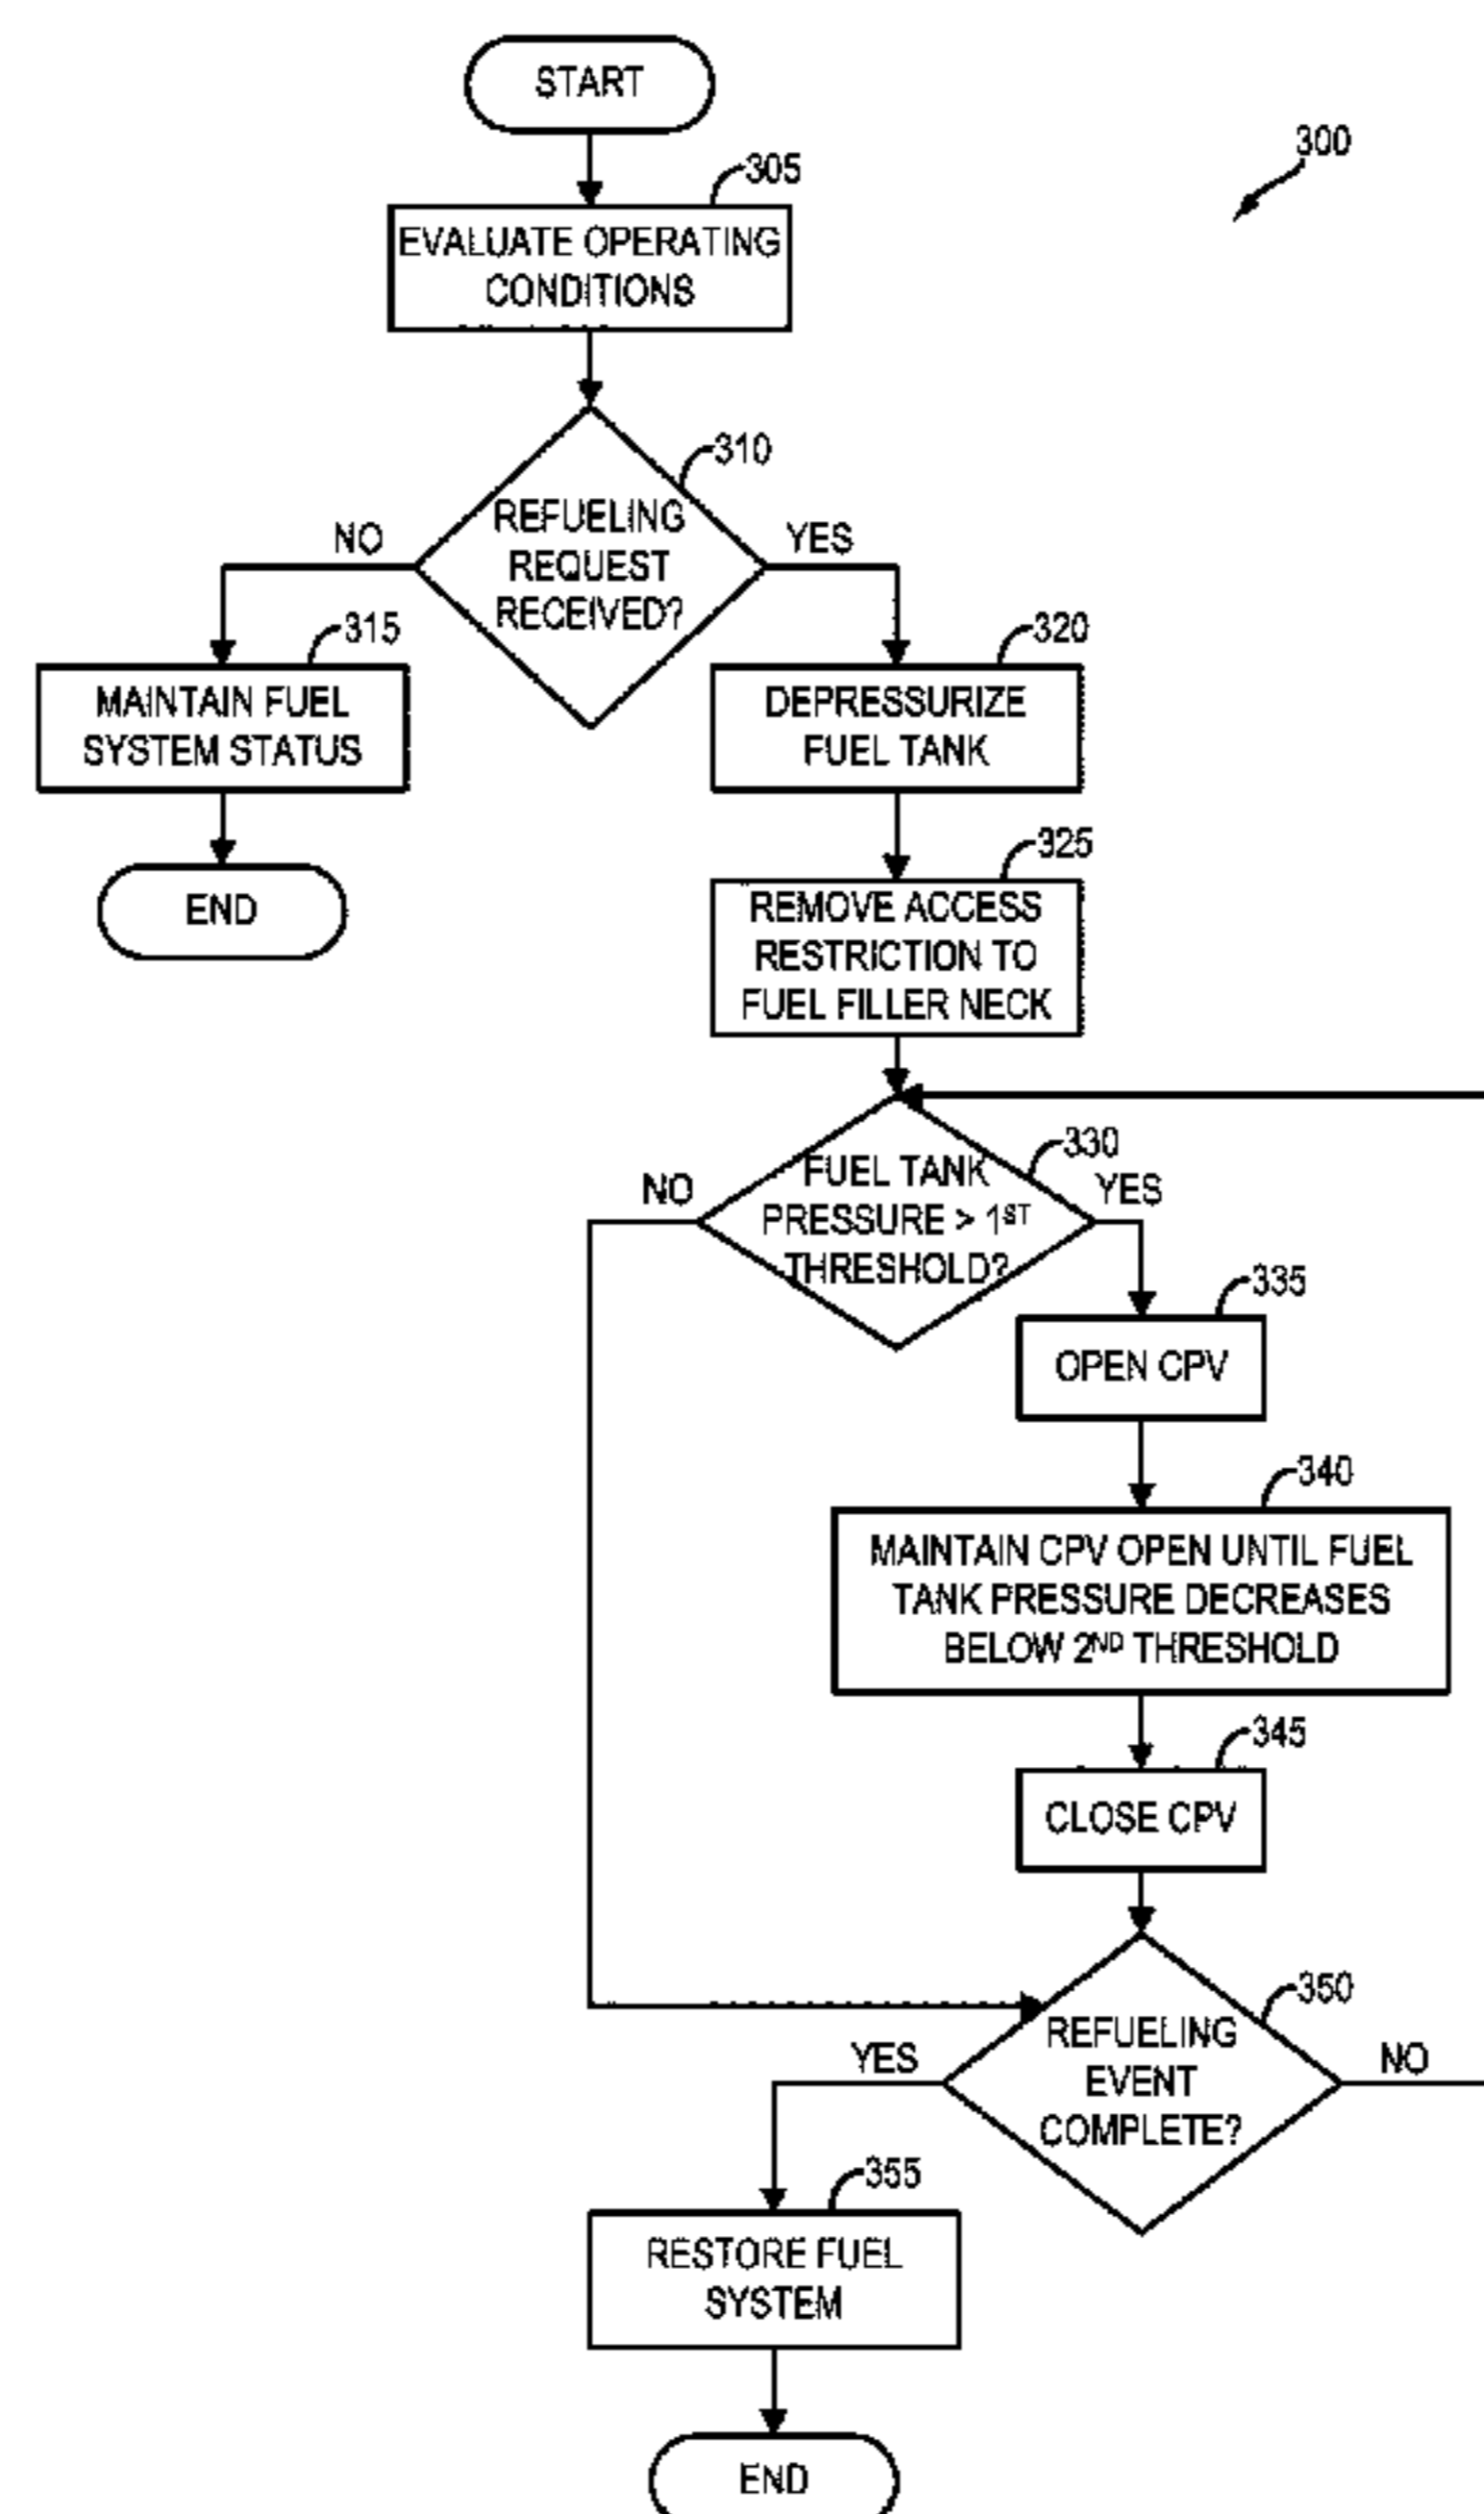 START
300
305
EVALUATE OPERATING
CONDITIONS
310
REFUELING
REQUEST
RECEIVED?
NO
YES
315
MAINTAIN FUEL
SYSTEM STATUS
END
320
DEPRESSURIZE
FUEL TANK
325
REMOVE ACCESS
RESTRICTION TO
FUEL FILLER NECK
330
FUEL TANK
PRESSURE > 1ST
THRESHOLD?
NO
YES
335
OPEN CPV
340
MAINTAIN CPV OPEN UNTIL FUEL
TANK PRESSURE DECREASES
BELOW 2ND THRESHOLD
345
CLOSE CPV
350
REFUELING
EVENT
COMPLETE?
YES
NO
355
RESTORE FUEL
SYSTEM
END